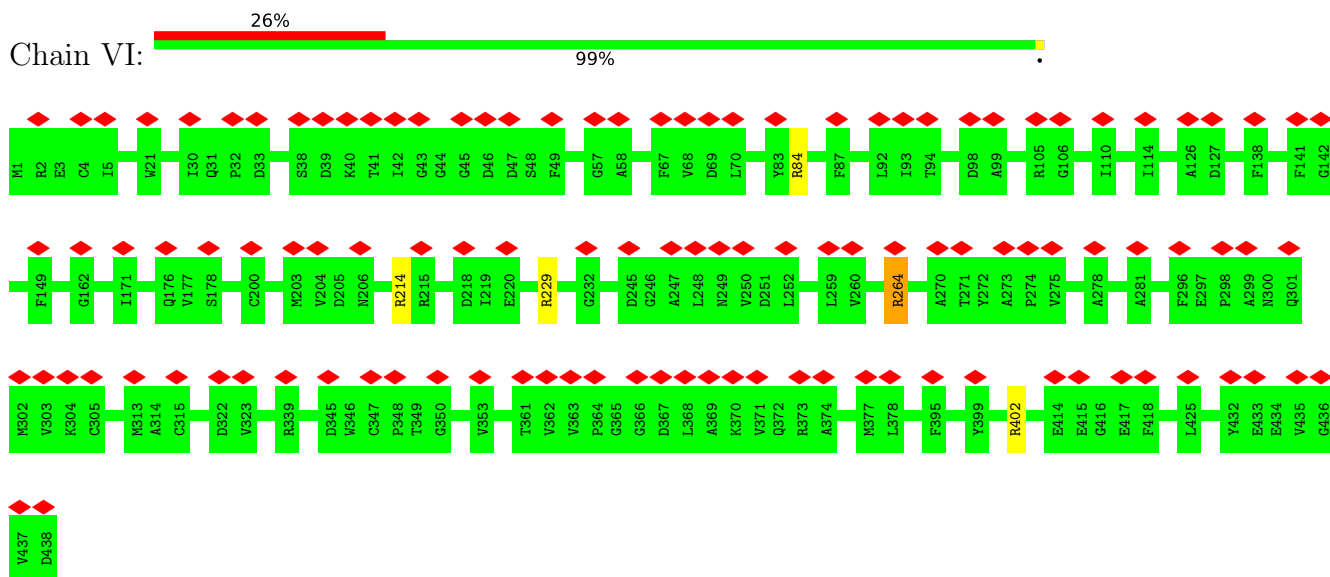 26%
Chain VI:
99%
.
M1 R2 E3 C4 I5 W21 I30 Q31 P32 D33 S38 D39 K40 T41 I42 G43 G44 G45 D46 D47 S48 F49 G57 A58 F67 V68 D69 L70 Y83 R84 F87 L92 I93 T94 D98 A99 R105 G106 I110 I114 A126 D127 F138 F141 G142
F149 G162 I171 Q176 V177 S178 C200 M203 V204 D205 N206 R214 R215 D218 I219 E220 R229 G232 D245 G246 A247 L248 N249 V250 D251 L252 L259 V260 R264 A270 T271 Y272 A273 P274 V275 A278 A281 F296 E297 P298 A299 N300 Q301
M302 V303 K304 C305 M313 A314 C315 D322 V323 R339 D345 W346 C347 P348 T349 G350 V353 T361 V362 V363 P364 G365 G366 D367 L368 A369 K370 V371 Q372 R373 A374 M377 L378 F395 Y399 R402 E414 E415 G416 E417 F418 L425 Y432 E433 E434 V435 G436
V437 D438